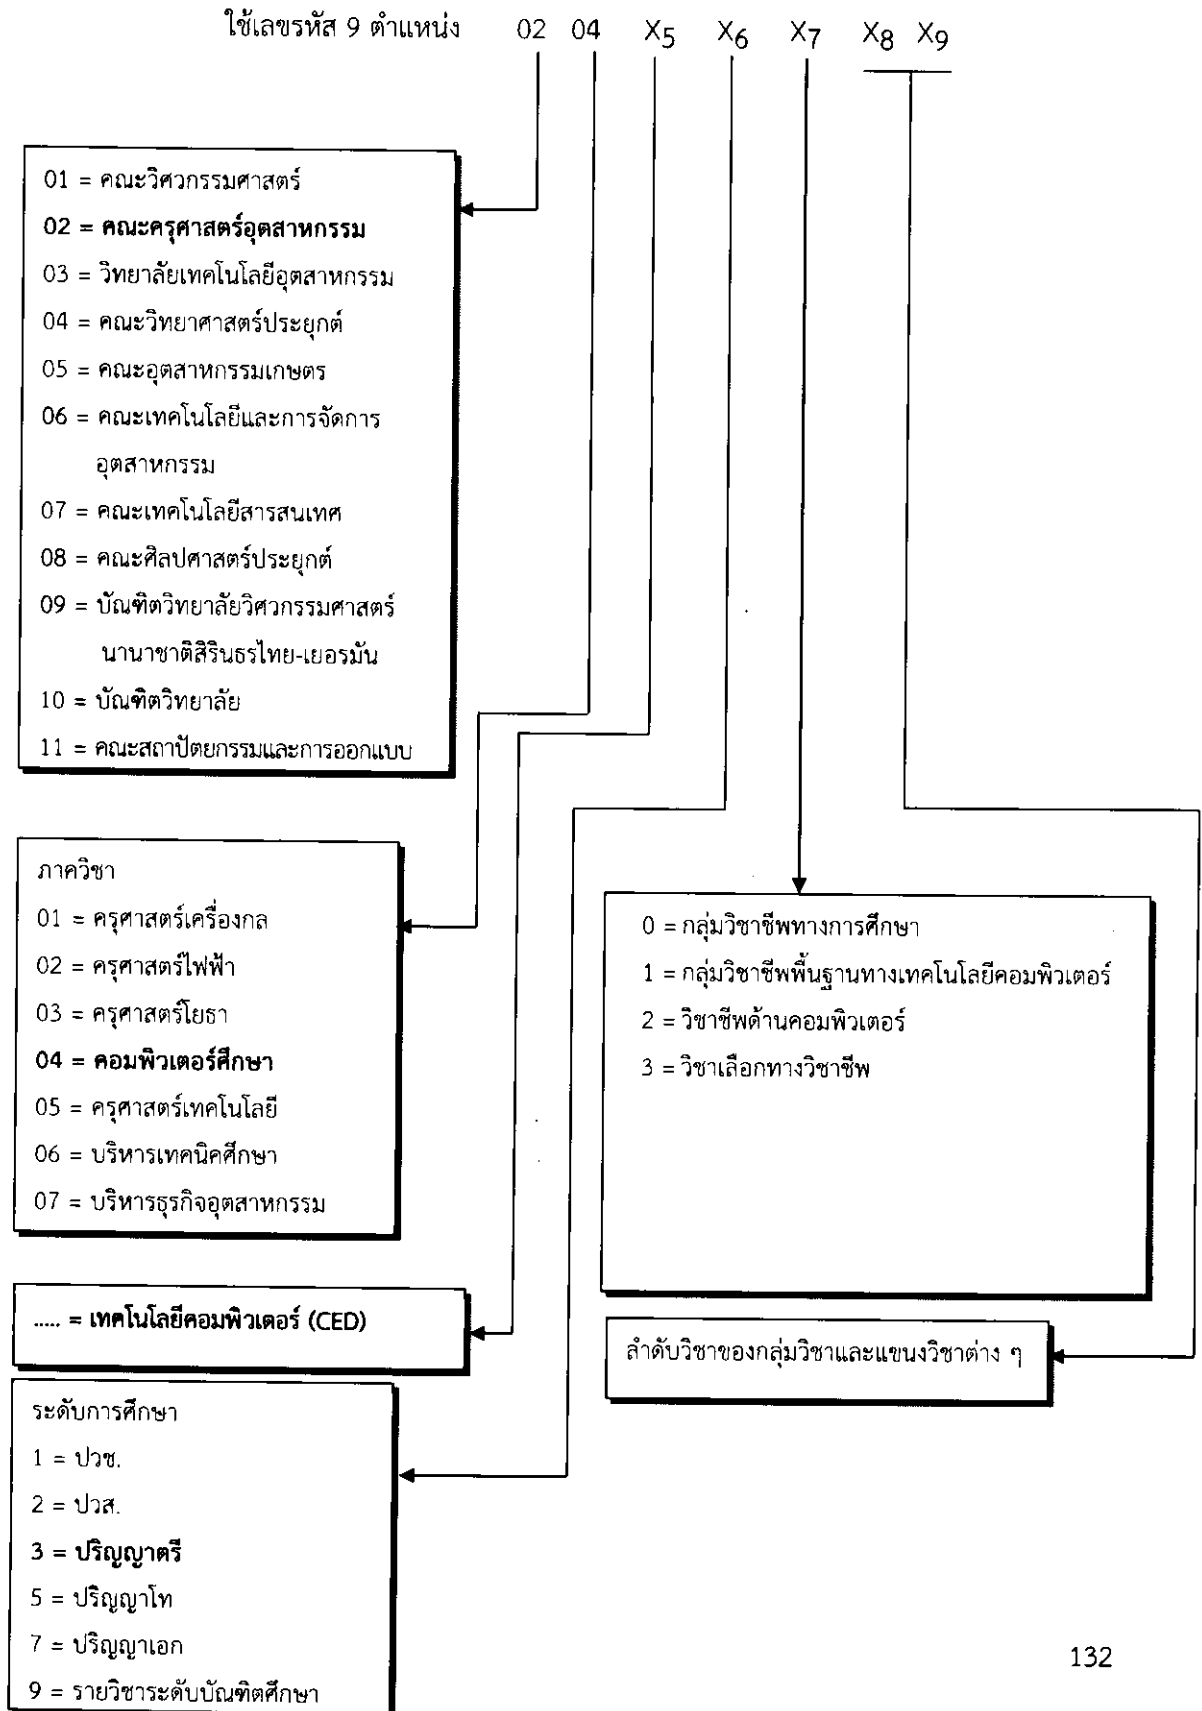 ใช้เลขรหัส 9 ตำแหน่ง 02 04 X5 X6 X7 X8 X9
01 = คณะวิศวกรรมศาสตร์
02 = คณะครุศาสตร์อุตสาหกรรม
03 = วิทยาลัยเทคโนโลยีอุตสาหกรรม
04 = คณะวิทยาศาสตร์ประยุกต์
05 = คณะอุตสาหกรรมเกษตร
06 = คณะเทคโนโลยีและการจัดการ
อุตสาหกรรม
07 = คณะเทคโนโลยีสารสนเทศ
08 = คณะศิลปศาสตร์ประยุกต์
09 = บัณฑิตวิทยาลัยวิศวกรรมศาสตร์
นานาชาติสิรินธรไทย-เยอรมัน
10 = บัณฑิตวิทยาลัย
11 = คณะสถาปัตยกรรมและการออกแบบ
ภาควิชา
01 = ครุศาสตร์เครื่องกล
02 = ครุศาสตร์ไฟฟ้า
03 = ครุศาสตร์โยธา
04 = คอมพิวเตอร์ศึกษา
05 = ครุศาสตร์เทคโนโลยี
06 = บริหารเทคนิคศึกษา
07 = บริหารธุรกิจอุตสาหกรรม
0 = กลุ่มวิชาชีพทางการศึกษา
1 = กลุ่มวิชาชีพพื้นฐานทางเทคโนโลยีคอมพิวเตอร์
2 = วิชาชีพด้านคอมพิวเตอร์
3 = วิชาเลือกทางวิชาชีพ
..... = เทคโนโลยีคอมพิวเตอร์ (CED)
ลำดับวิชาของกลุ่มวิชาและแขนงวิชาต่าง ๆ
ระดับการศึกษา
1 = ปวช.
2 = ปวส.
3 = ปริญญาตรี
5 = ปริญญาโท
7 = ปริญญาเอก
9 = รายวิชาระดับบัณฑิตศึกษา
132